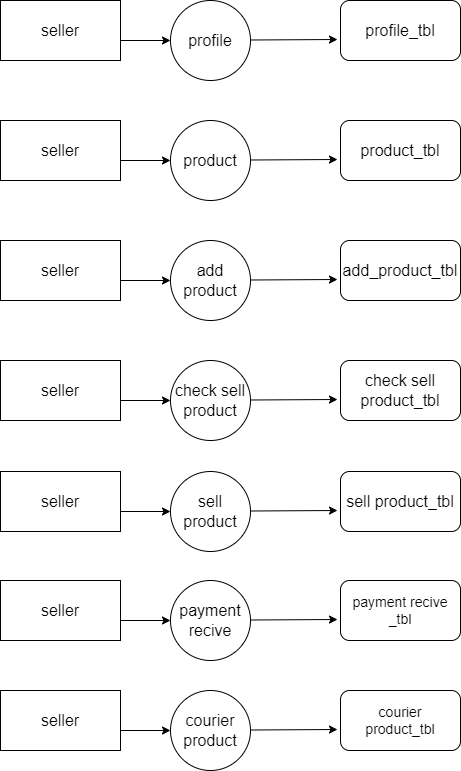 seller
profile
profile_tbl
seller
product
product_tbl
seller
add
product
add_product_tbl
seller
check sell
product
check sell
product_tbl
seller
sell
product
sell product_tbl
seller
payment
recive
payment recive
_tbl
seller
courier
product
courier
product_tbl